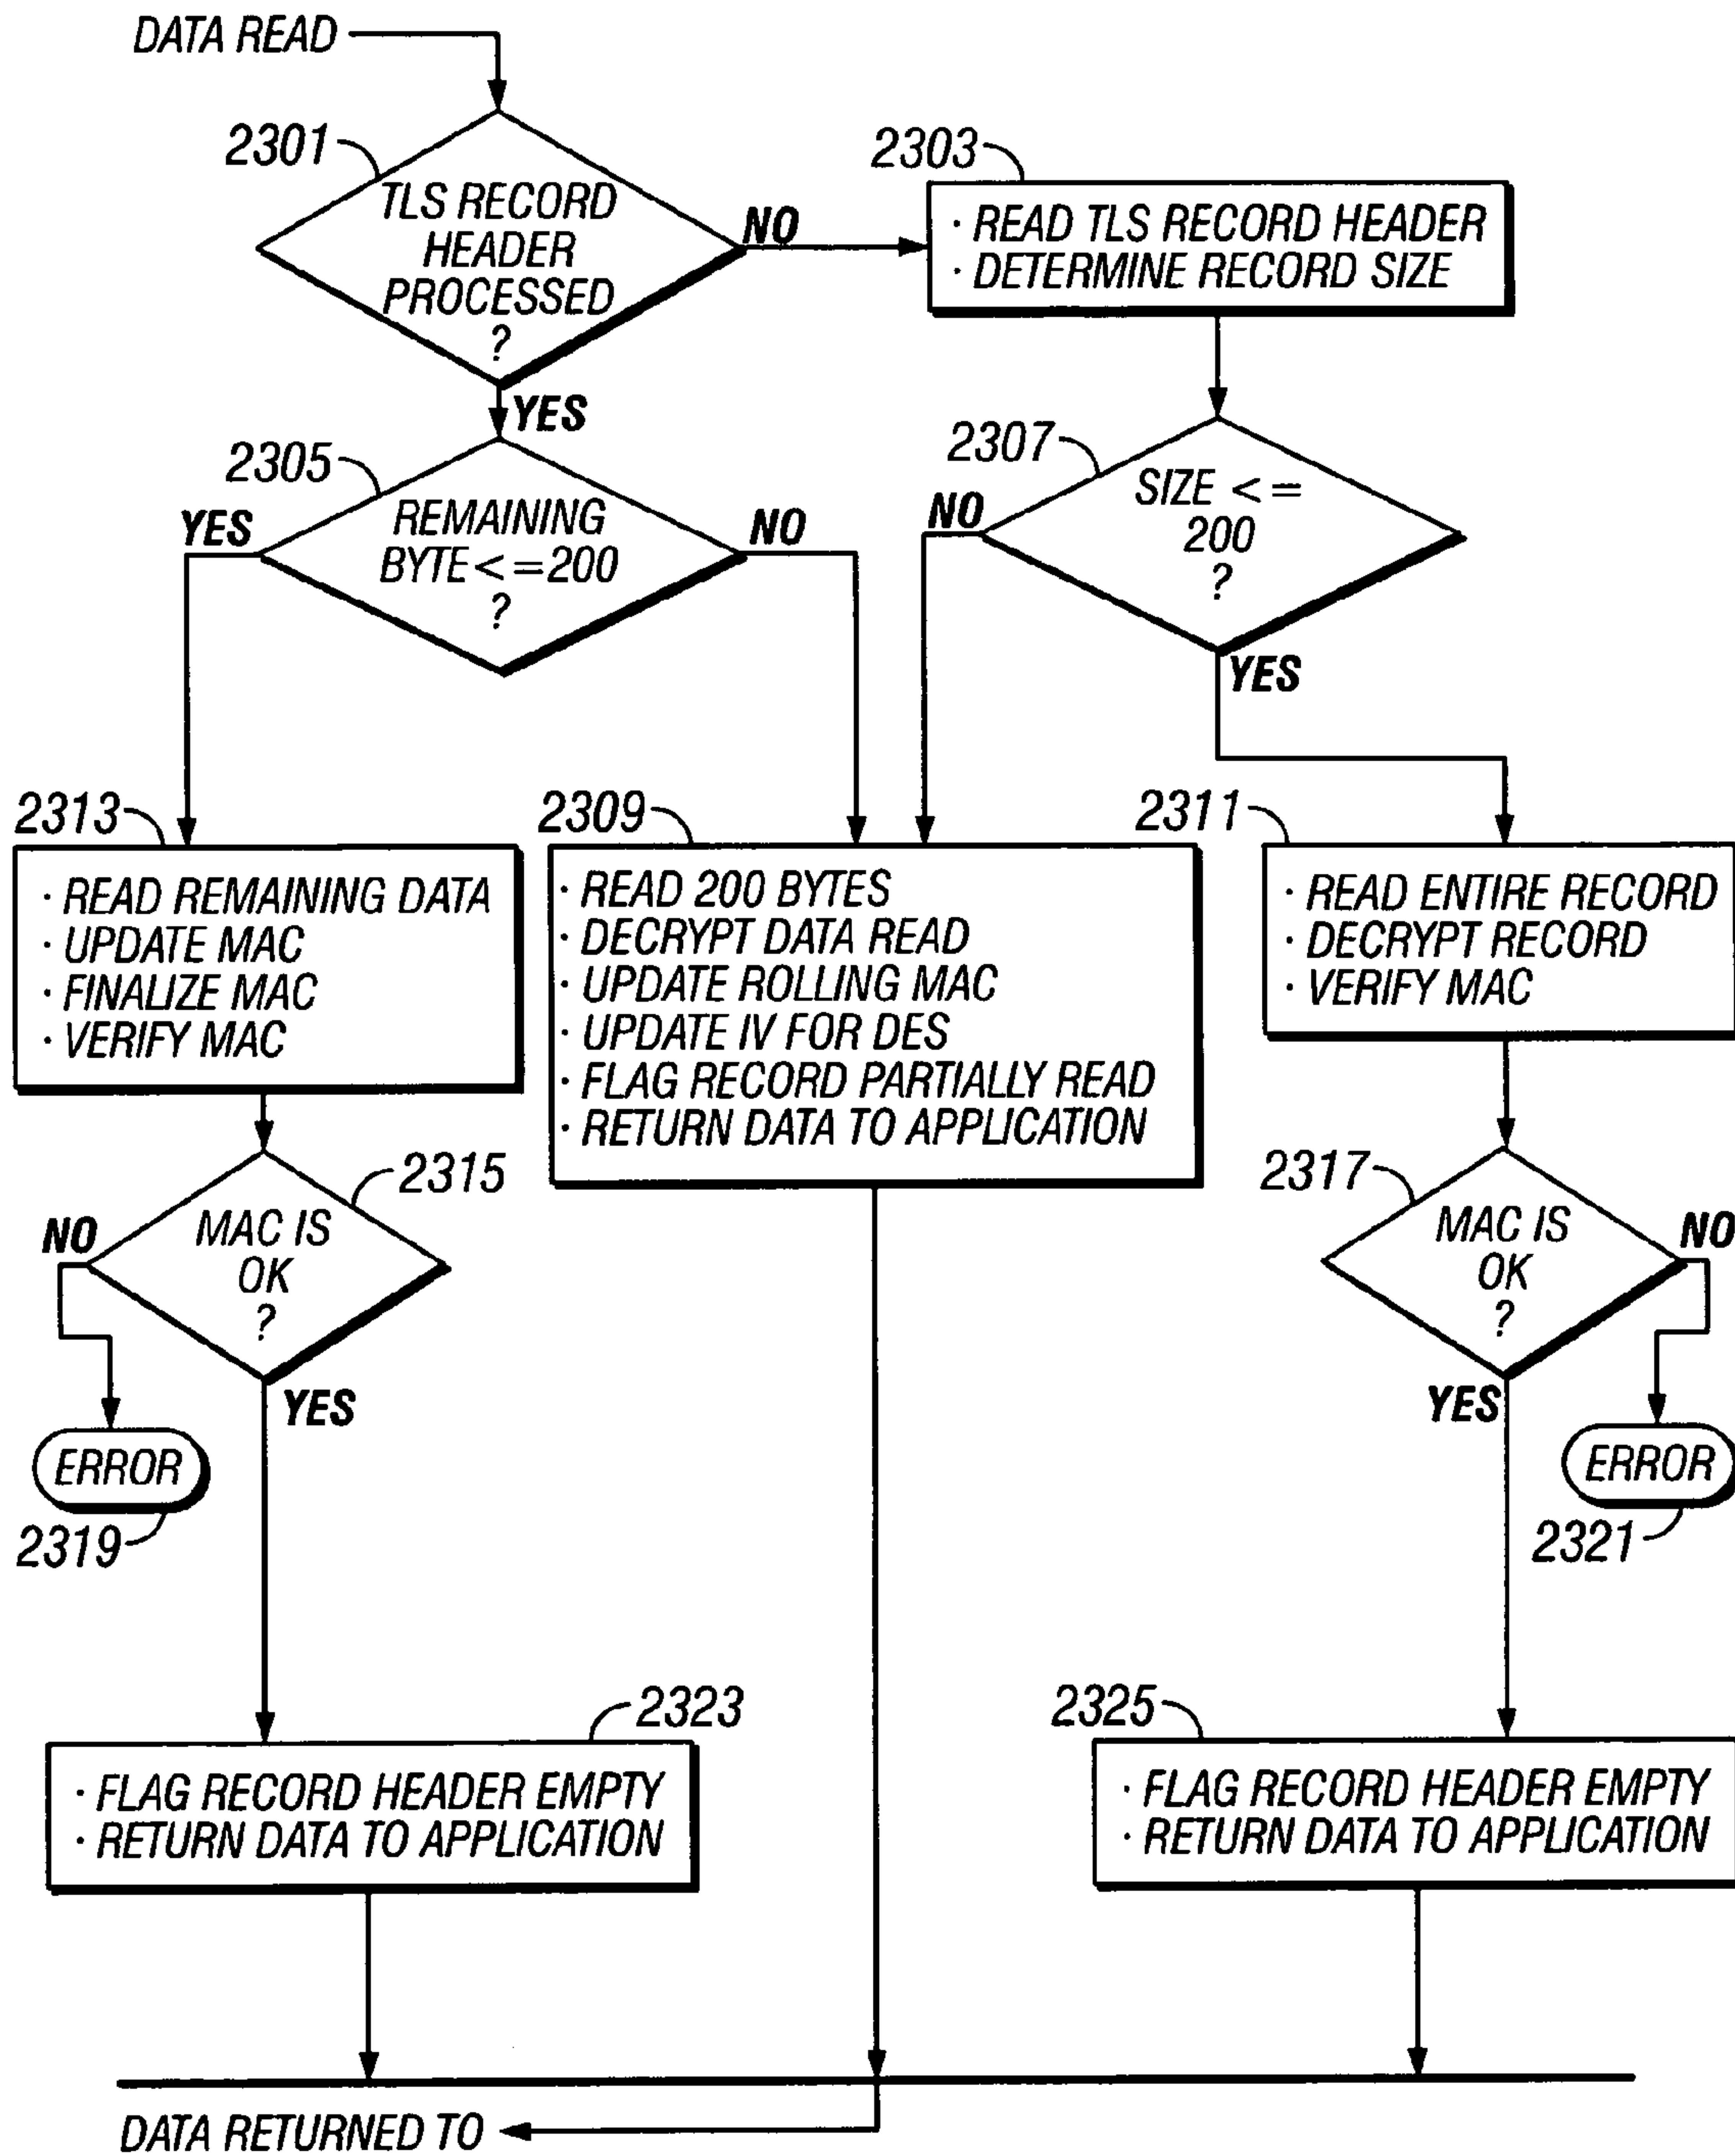 DATA READ
2301
TLS RECORD
HEADER
PROCESSED
?
NO
YES
2303
· READ TLS RECORD HEADER
· DETERMINE RECORD SIZE
2305
REMAINING
BYTE<=200
?
YES
NO
2307
SIZE <=
200
?
NO
YES
2313
· READ REMAINING DATA
· UPDATE MAC
· FINALIZE MAC
· VERIFY MAC
2309
· READ 200 BYTES
· DECRYPT DATA READ
· UPDATE ROLLING MAC
· UPDATE IV FOR DES
· FLAG RECORD PARTIALLY READ
· RETURN DATA TO APPLICATION
2311
· READ ENTIRE RECORD
· DECRYPT RECORD
· VERIFY MAC
2315
MAC IS
OK
?
NO
YES
ERROR
2319
2317
MAC IS
OK
?
NO
YES
ERROR
2321
2323
· FLAG RECORD HEADER EMPTY
· RETURN DATA TO APPLICATION
2325
· FLAG RECORD HEADER EMPTY
· RETURN DATA TO APPLICATION
DATA RETURNED TO